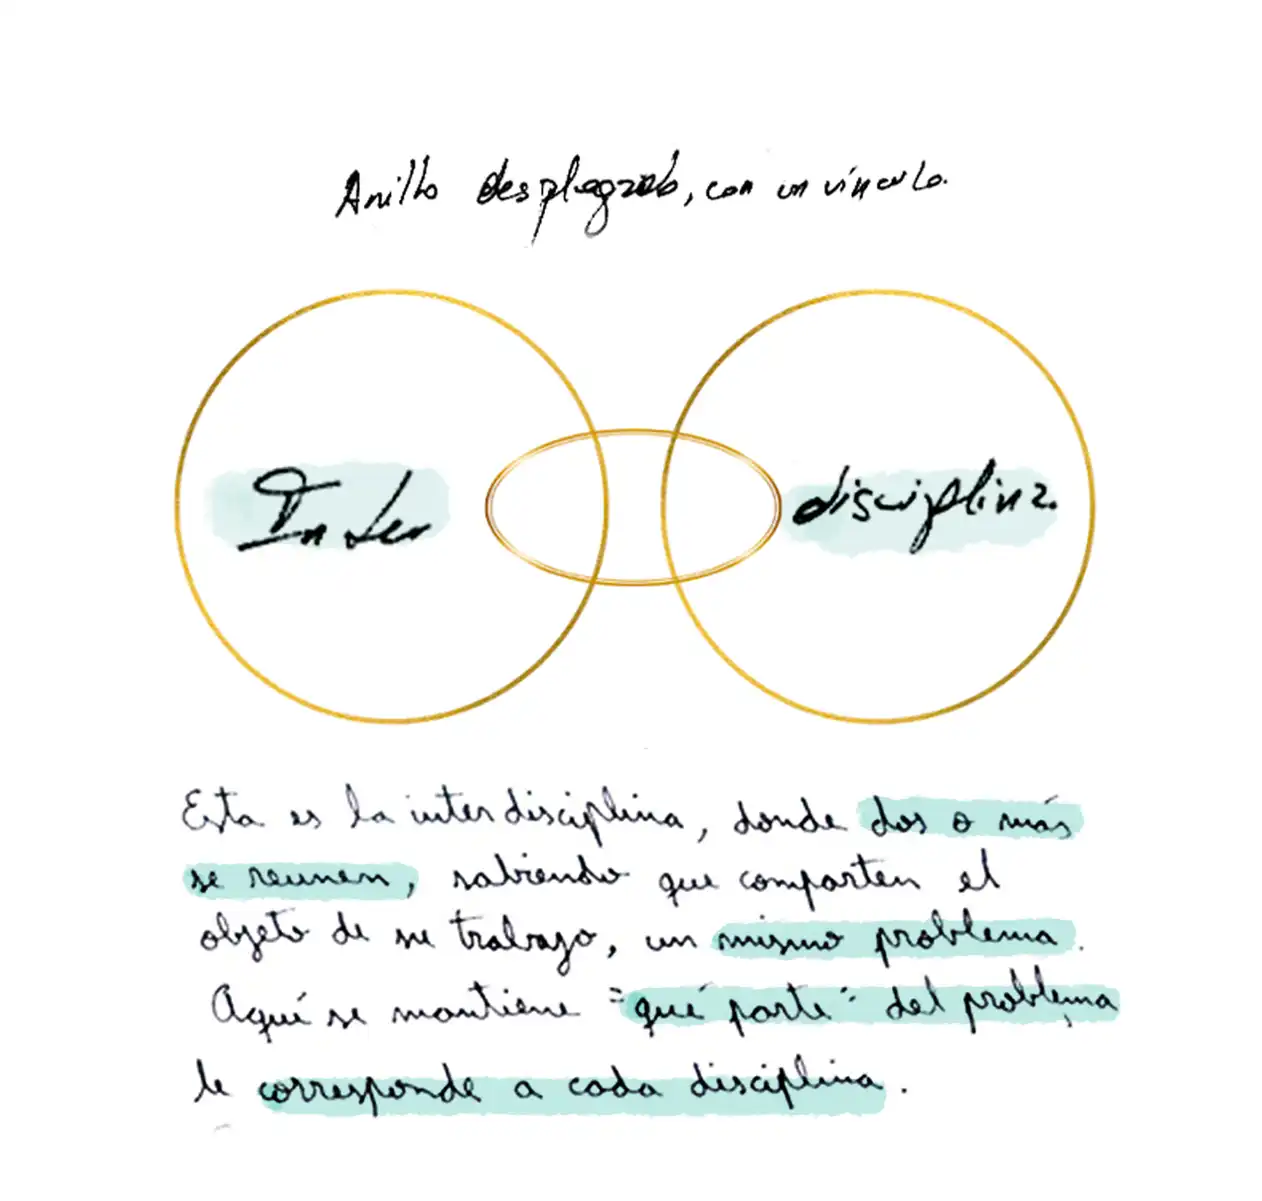 Anillo desplegado, con un vínculo.
Inter
disciplina.
Esta es la interdisciplina, donde dos o más
se reunen, sabiendo que comparten el
objeto de su trabajo, un mismo problema.
Aquí se mantiene "qué parte" del problema
le corresponde a cada disciplina.